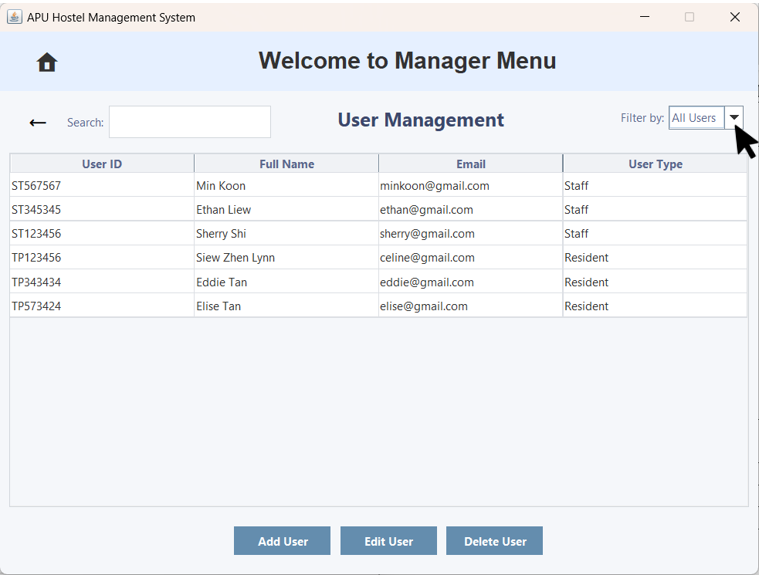 APU Hostel Management System
Welcome to Manager Menu
Search:
User Management
Filter by: All Users
User ID Full Name Email User Type
ST567567 Min Koon minkoon@gmail.com Staff
ST345345 Ethan Liew ethan@gmail.com Staff
ST123456 Sherry Shi sherry@gmail.com Staff
TP123456 Siew Zhen Lynn celine@gmail.com Resident
TP343434 Eddie Tan eddie@gmail.com Resident
TP573424 Elise Tan elise@gmail.com Resident
Add User Edit User Delete User